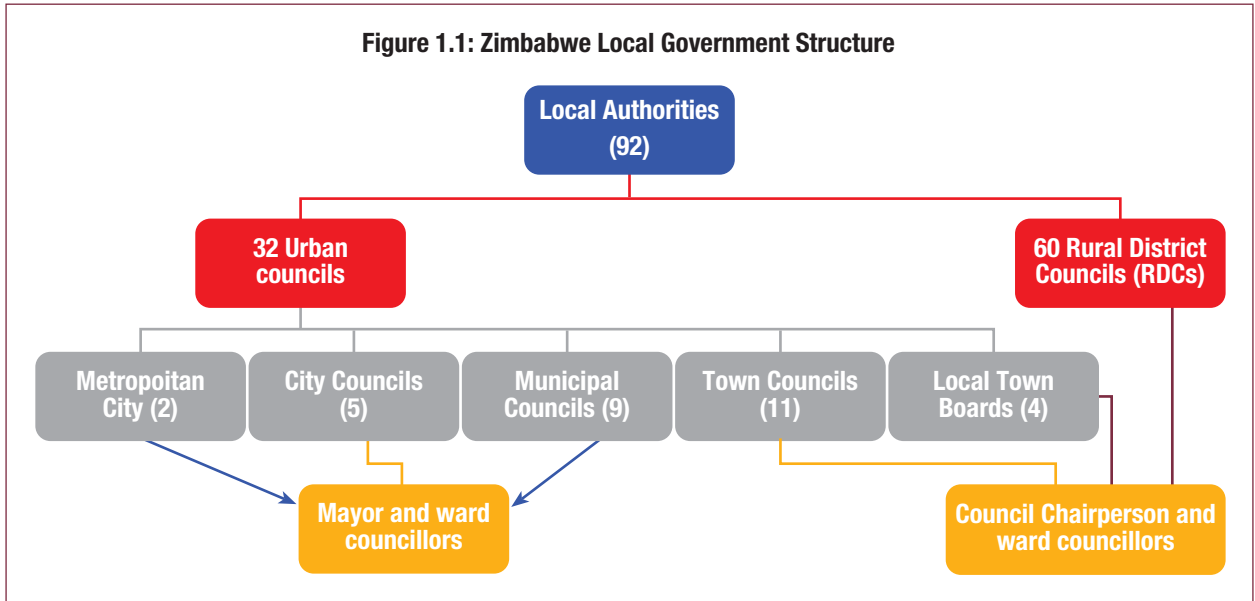 Figure 1.1: Zimbabwe Local Government Structure
Local Authorities
(92)
32 Urban
councils
60 Rural District
Councils (RDCs)
Metropoitan
City (2)
City Councils
(5)
Municipal
Councils (9)
Town Councils
(11)
Local Town
Boards (4)
Mayor and ward
councillors
Council Chairperson and
ward councillors